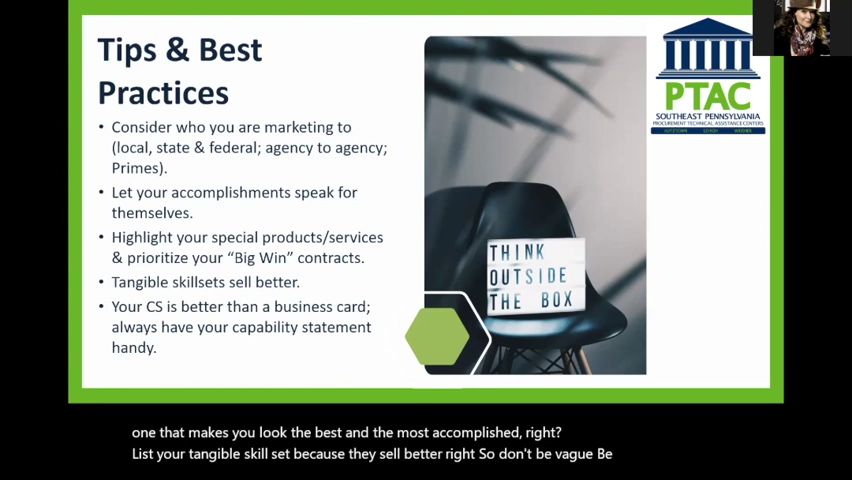 Tips & Best
Practices
• Consider who you are marketing to
(local, state & federal; agency to agency;
Primes).
• Let your accomplishments speak for
themselves.
• Highlight your special products/services
& prioritize your “Big Win” contracts.
• Tangible skillsets sell better.
• Your CS is better than a business card;
always have your capability statement
handy.
THINK
OUTSIDE
THE BOX
PTAC
SOUTHEAST PENNSYLVANIA
PROCUREMENT TECHNICAL ASSISTANCE CENTERS
one that makes you look the best and the most accomplished, right?
List your tangible skill set because they sell better right So don't be vague Be